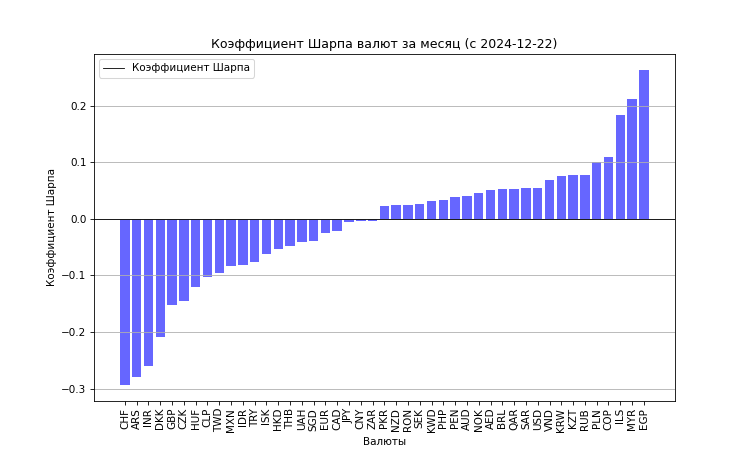 Коэффициент Шарпа валют за месяц (с 2024-12-22)
Коэффициент Шарпа
Коэффициент Шарпа
0.2
0.1
0.0
−0.1
−0.2
−0.3
CHF ARS INR DKK GBP CZK HUF CLP TWD MXN IDR TRY ISK HKD THB UAH SGD EUR CAD JPY CNY ZAR PKR NZD RON SEK KWD PHP PEN AUD NOK AED BRL QAR SAR USD VND KRW KZT RUB PLN COP ILS MYR EGP
Валюты